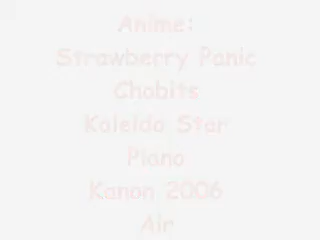 Anime:
Strawberry Panic
Chobits
Kaleido Star
Piano
Kanon 2006
Air